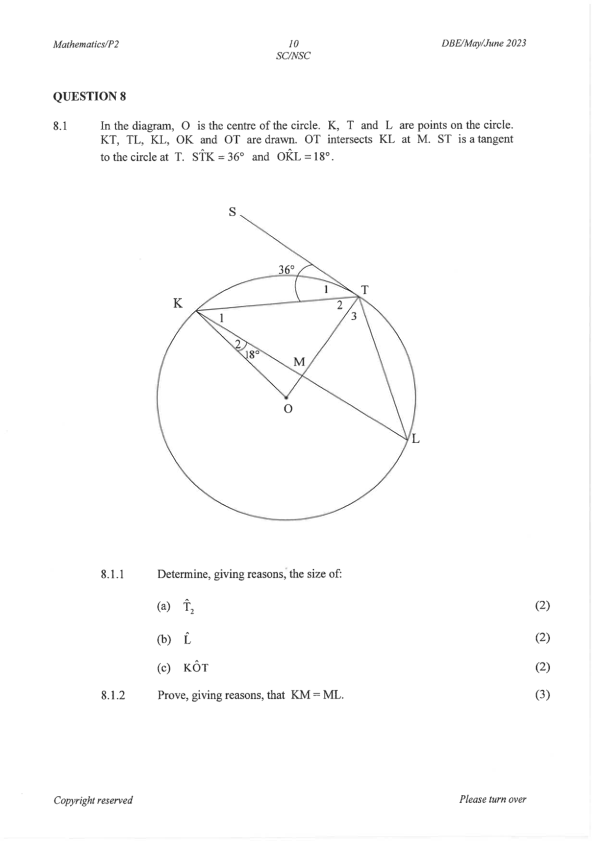 Mathematics/P2
10
SC/NSC
DBE/May/June 2023
QUESTION 8
8.1 In the diagram, O is the centre of the circle. K, T and L are points on the circle.
KT, TL, KL, OK and OT are drawn. OT intersects KL at M. ST is a tangent
to the circle at T. ST̂K = 36° and OK̂L = 18°.
S
36°
1
T
K
2
3
1
2
18°
M
O
L
8.1.1 Determine, giving reasons, the size of:
(a) T̂₂ (2)
(b) L̂ (2)
(c) KÔT (2)
8.1.2 Prove, giving reasons, that KM = ML. (3)
Copyright reserved
Please turn over